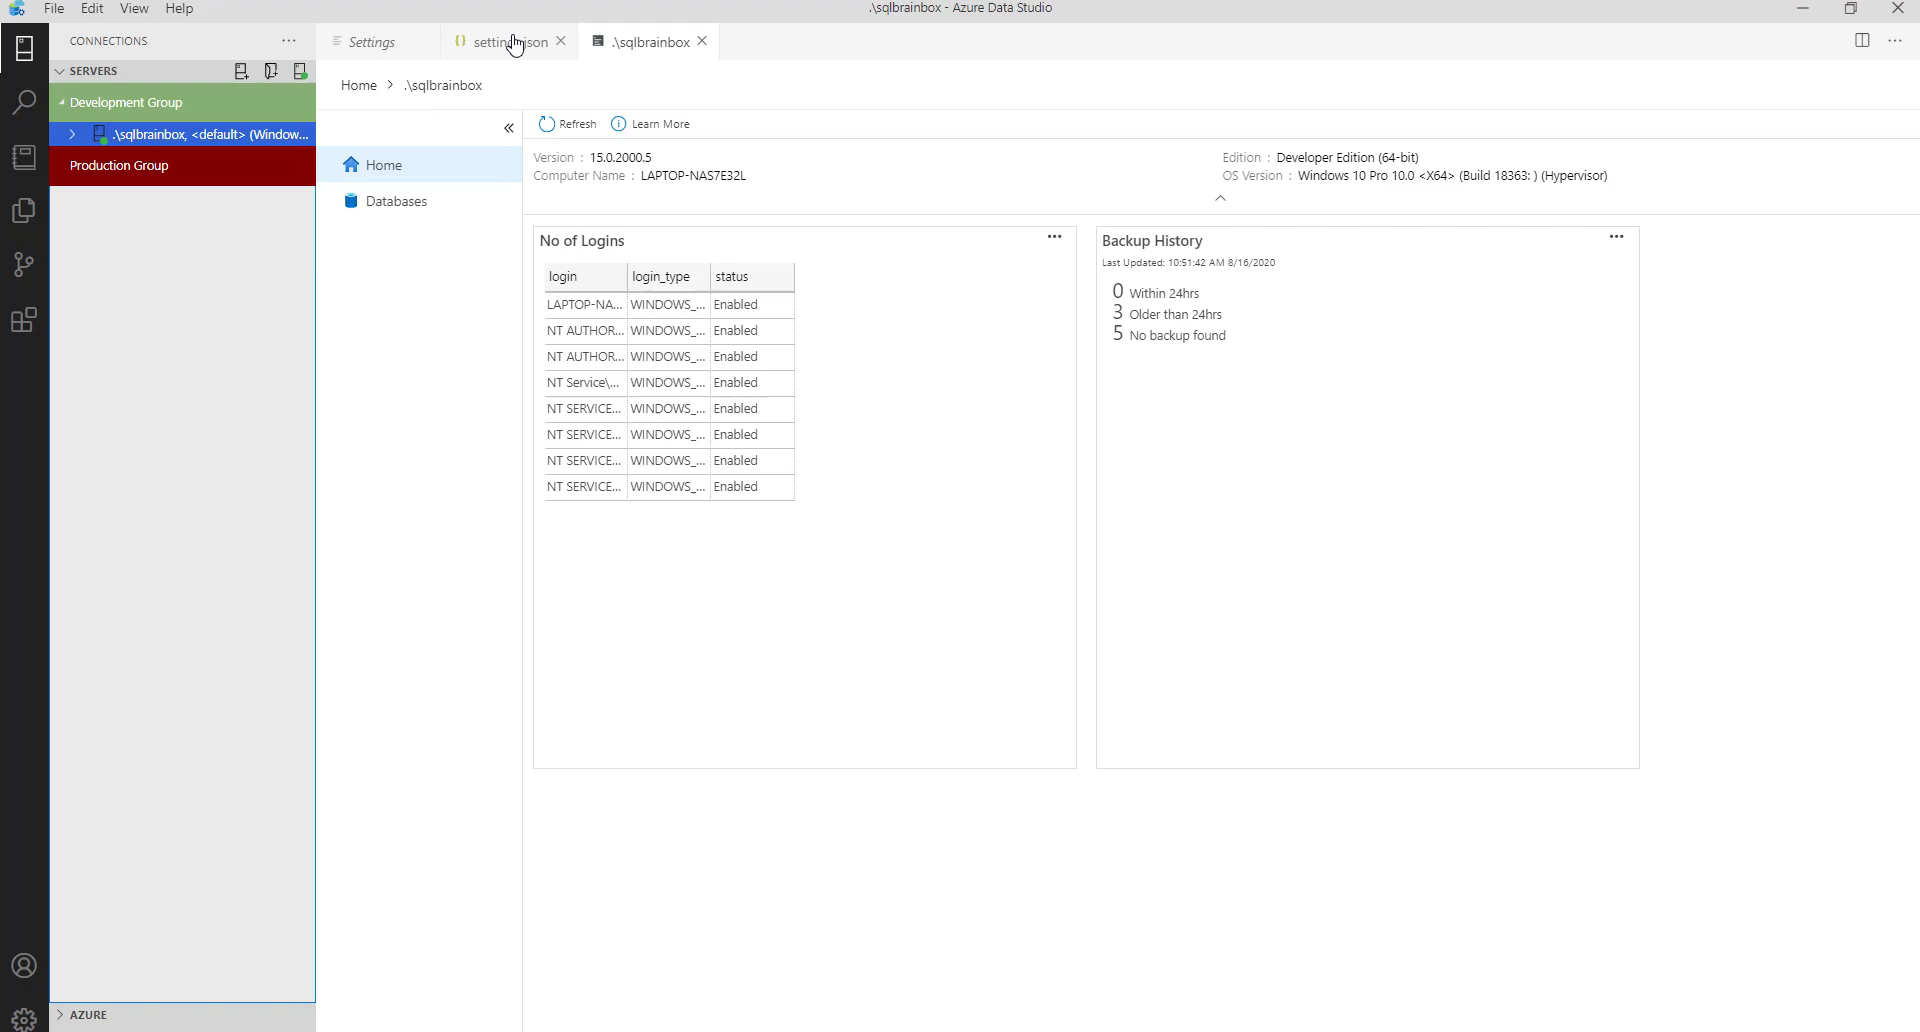 File Edit View Help
.\sqlbrainbox - Azure Data Studio
CONNECTIONS
SERVERS
Development Group
.\sqlbrainbox, <default> (Window...
Production Group
AZURE
Settings
.\sqlbrainbox
Home > .\sqlbrainbox
Home
Databases
Refresh Learn More
Version : 15.0.2000.5
Computer Name : LAPTOP-NAS7E32L
Edition : Developer Edition (64-bit)
OS Version : Windows 10 Pro 10.0 <X64> (Build 18363: ) (Hypervisor)
No of Logins
login login_type status
LAPTOP-NA... WINDOWS_... Enabled
NT AUTHOR... WINDOWS_... Enabled
NT AUTHOR... WINDOWS_... Enabled
NT Service\... WINDOWS_... Enabled
NT SERVICE... WINDOWS_... Enabled
NT SERVICE... WINDOWS_... Enabled
NT SERVICE... WINDOWS_... Enabled
NT SERVICE... WINDOWS_... Enabled
Backup History
Last Updated: 10:51:42 AM 8/16/2020
0 Within 24hrs
3 Older than 24hrs
5 No backup found